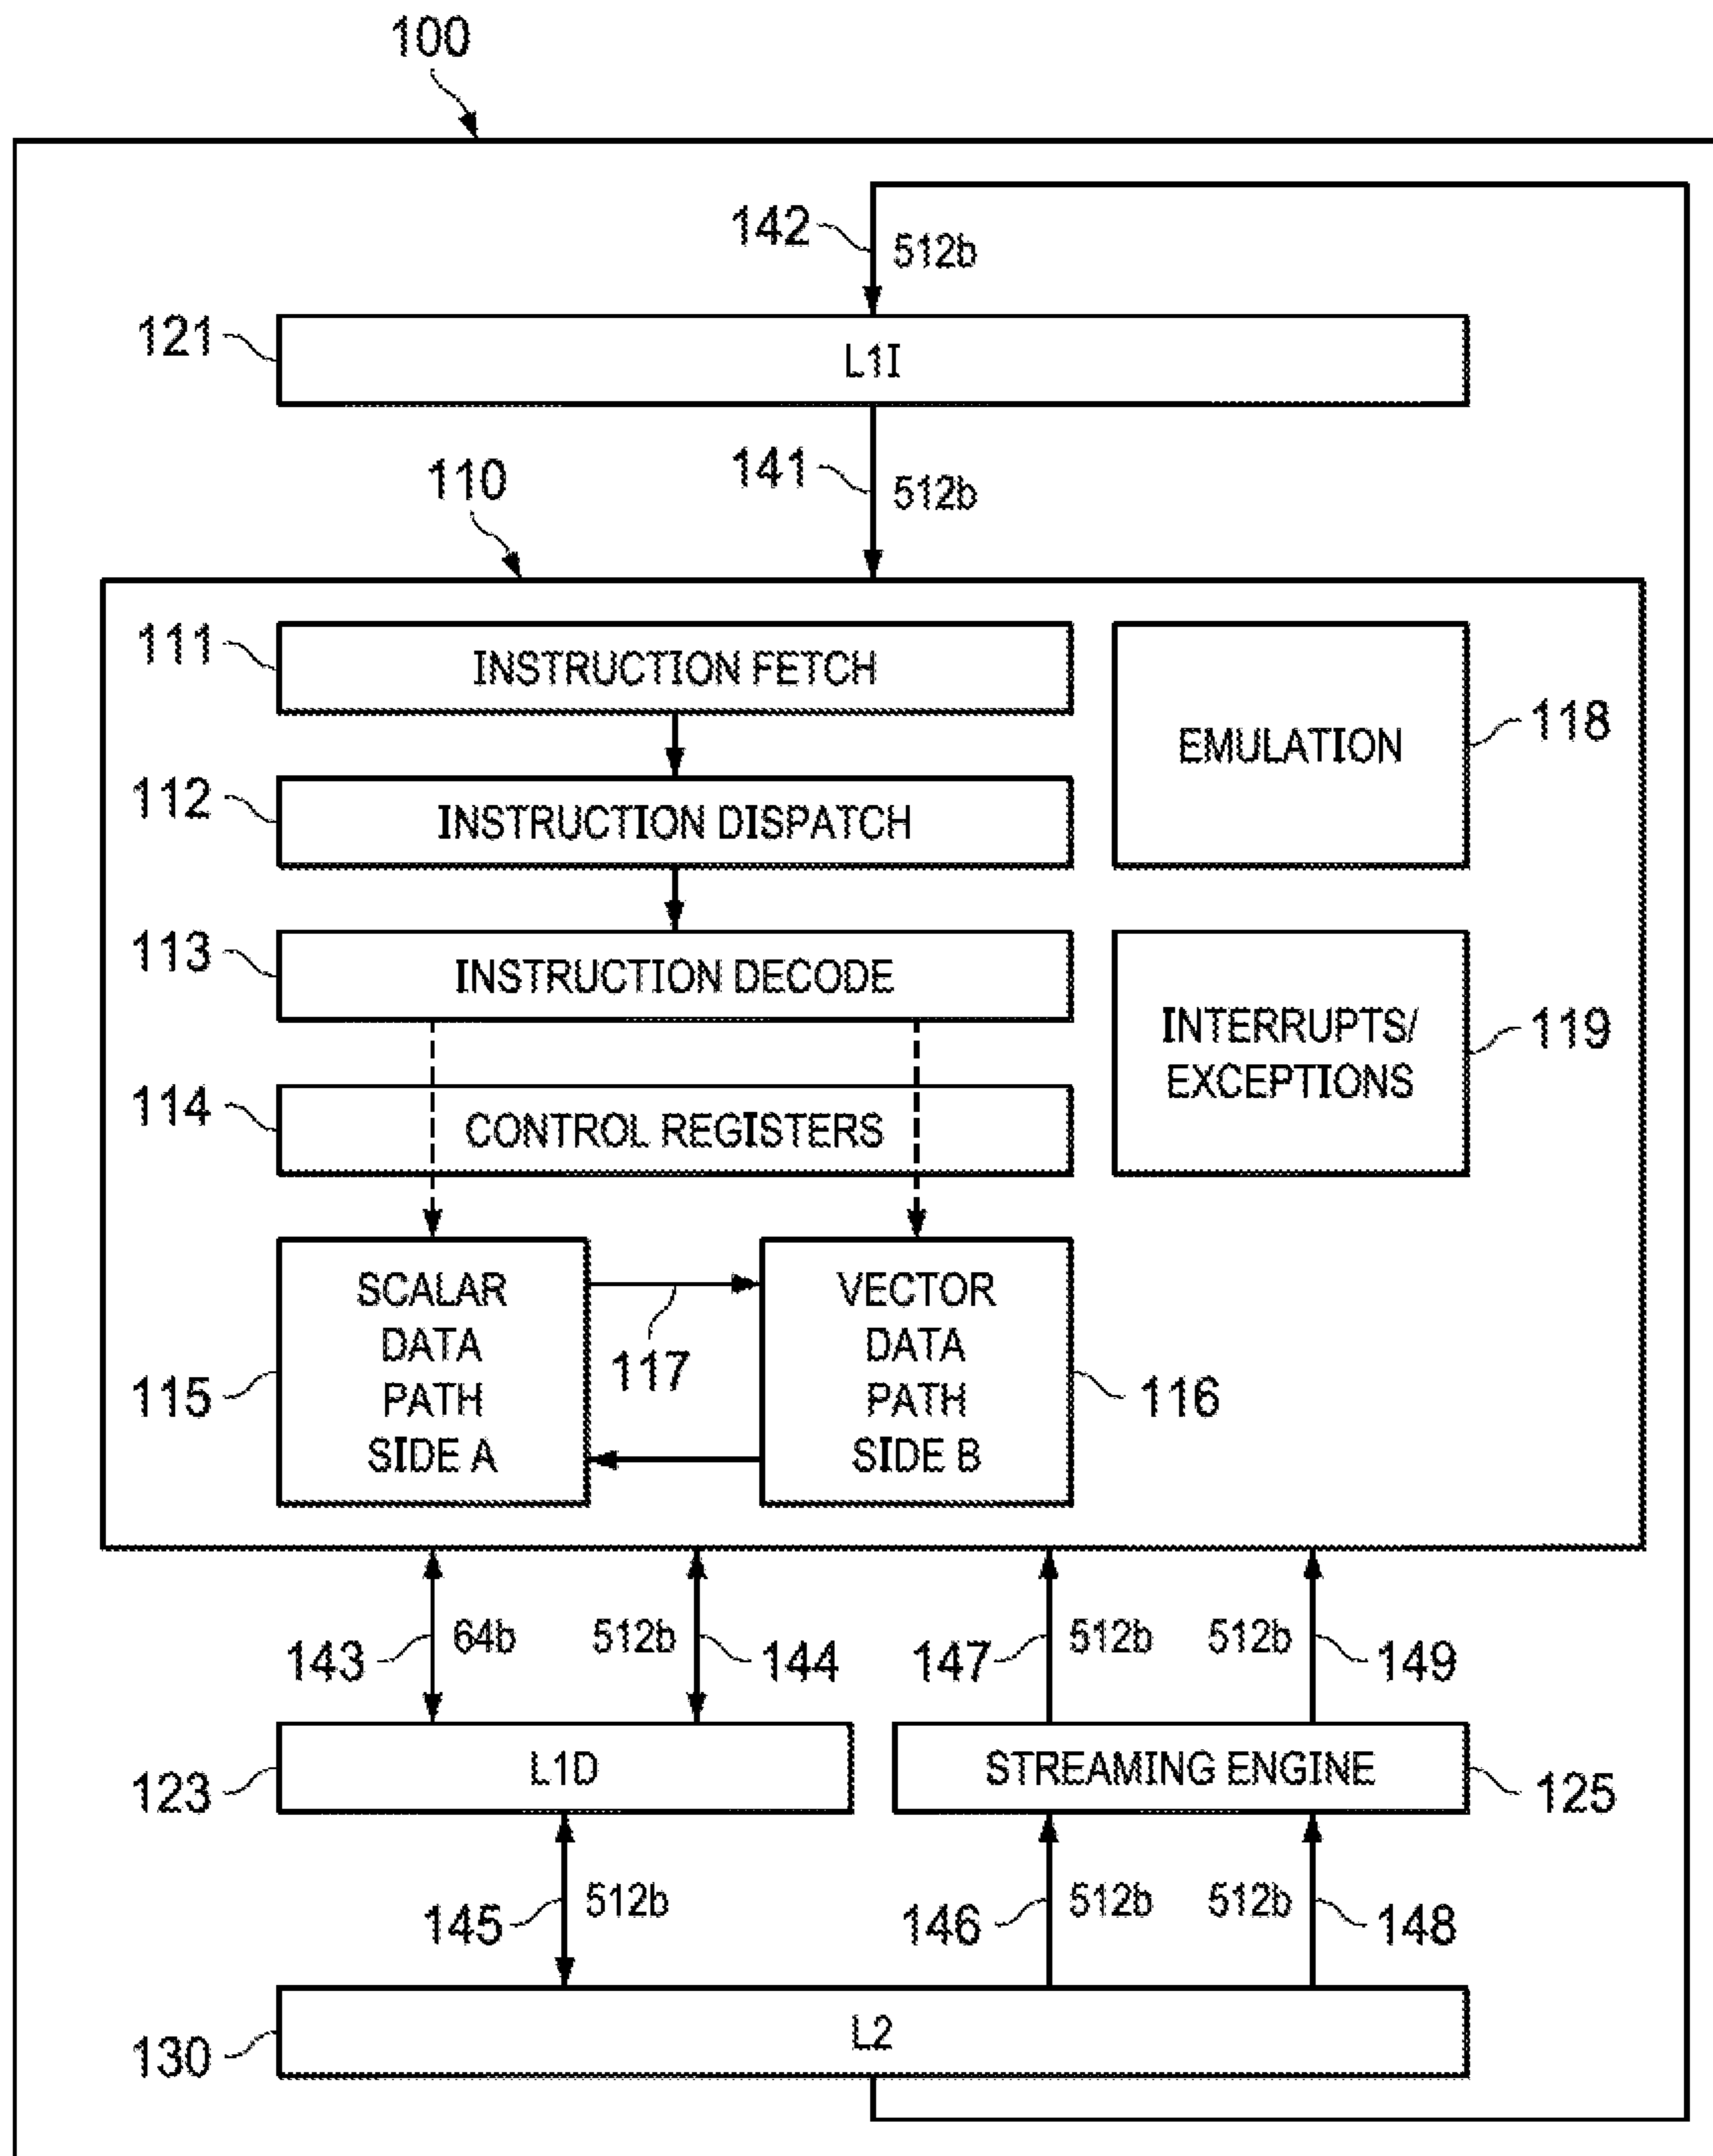 100
142
512b
121
L1I
141
512b
110
111
INSTRUCTION FETCH
EMULATION
118
112
INSTRUCTION DISPATCH
113
INSTRUCTION DECODE
INTERRUPTS/
EXCEPTIONS
119
114
CONTROL REGISTERS
115
SCALAR
DATA
PATH
SIDE A
117
VECTOR
DATA
PATH
SIDE B
116
143
64b
512b
144
147
512b
512b
149
123
L1D
STREAMING ENGINE
125
145
512b
146
512b
512b
148
130
L2